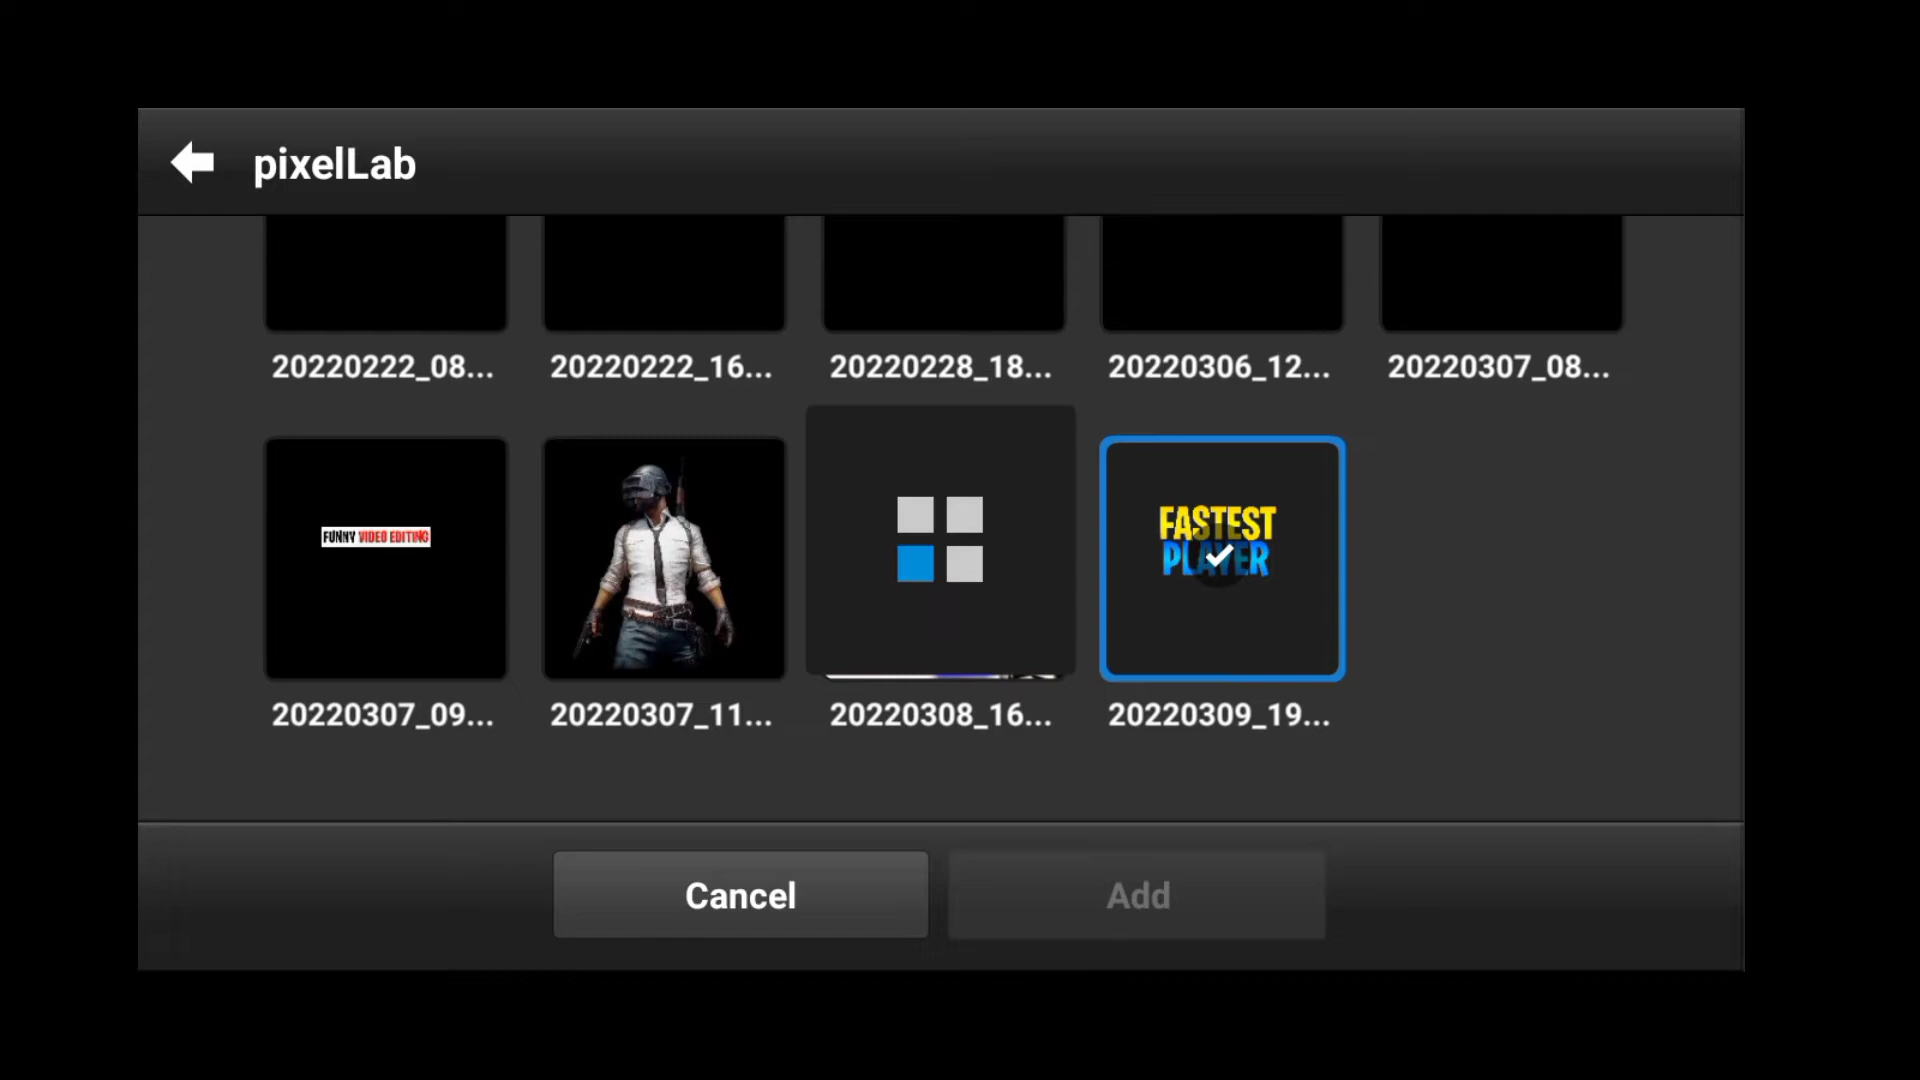 pixelLab
20220222_08...
20220222_16...
20220228_18...
20220306_12...
20220307_08...
FUNNY VIDEO EDITING
FASTEST
PLAYER
20220307_09...
20220307_11...
20220308_16...
20220309_19...
Cancel
Add